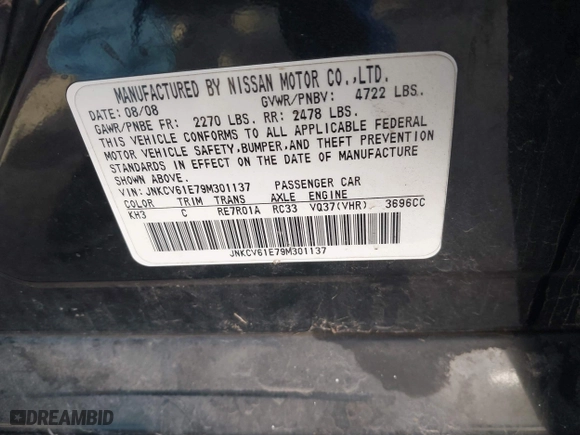 MANUFACTURED BY NISSAN MOTOR CO.,LTD.
DATE: 08/08 GVWR/PNBV: 4722 LBS.
GAWR/PNBE FR: 2270 LBS. RR: 2478 LBS.
THIS VEHICLE CONFORMS TO ALL APPLICABLE FEDERAL
MOTOR VEHICLE SAFETY,BUMPER,AND THEFT PREVENTION
STANDARDS IN EFFECT ON THE DATE OF MANUFACTURE
SHOWN ABOVE.
VIN: JNKCV61E79M301137 PASSENGER CAR
COLOR TRIM TRANS AXLE ENGINE
KH3 C RE7R01A RC33 VQ37(VHR) 3696CC
JNKCV61E79M301137
DREAMBID